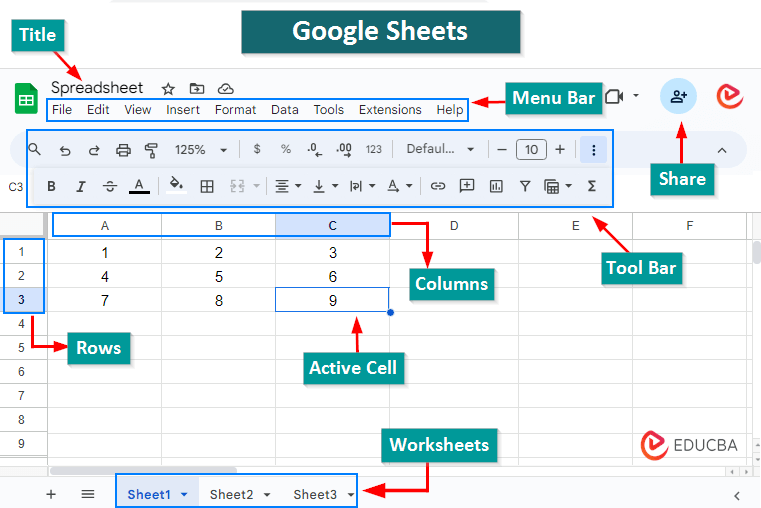 Google Sheets
Title
Spreadsheet
File Edit View Insert Format Data Tools Extensions Help
Menu Bar
125% $ % .0 .00 123 Defaul... 10
Share
C3
B I S A Σ
Tool Bar
A B C D E F
1 1 2 3
2 4 5 6
3 7 8 9
Columns
4
Rows
5
Active Cell
6
7
8
9
EDUCBA
Worksheets
Sheet1 Sheet2 Sheet3